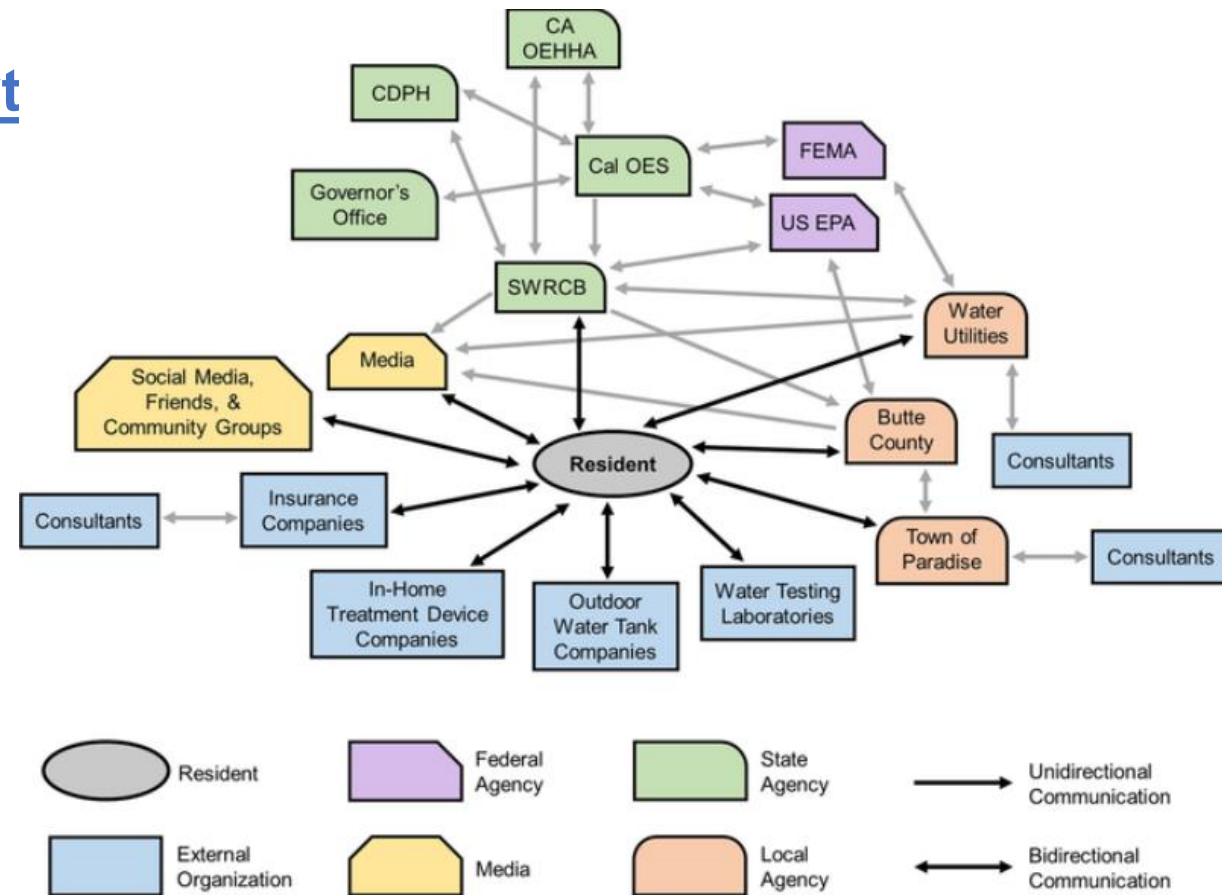 t
CA
OEHHA
CDPH
Cal OES
FEMA
Governor's
Office
US EPA
SWRCB
Water
Utilities
Media
Social Media,
Friends, &
Community Groups
Butte
County
Consultants
Resident
Insurance
Companies
Consultants
Town of
Paradise
Consultants
In-Home
Treatment Device
Companies
Outdoor
Water Tank
Companies
Water Testing
Laboratories
Resident
Federal
Agency
State
Agency
Unidirectional
Communication
External
Organization
Media
Local
Agency
Bidirectional
Communication